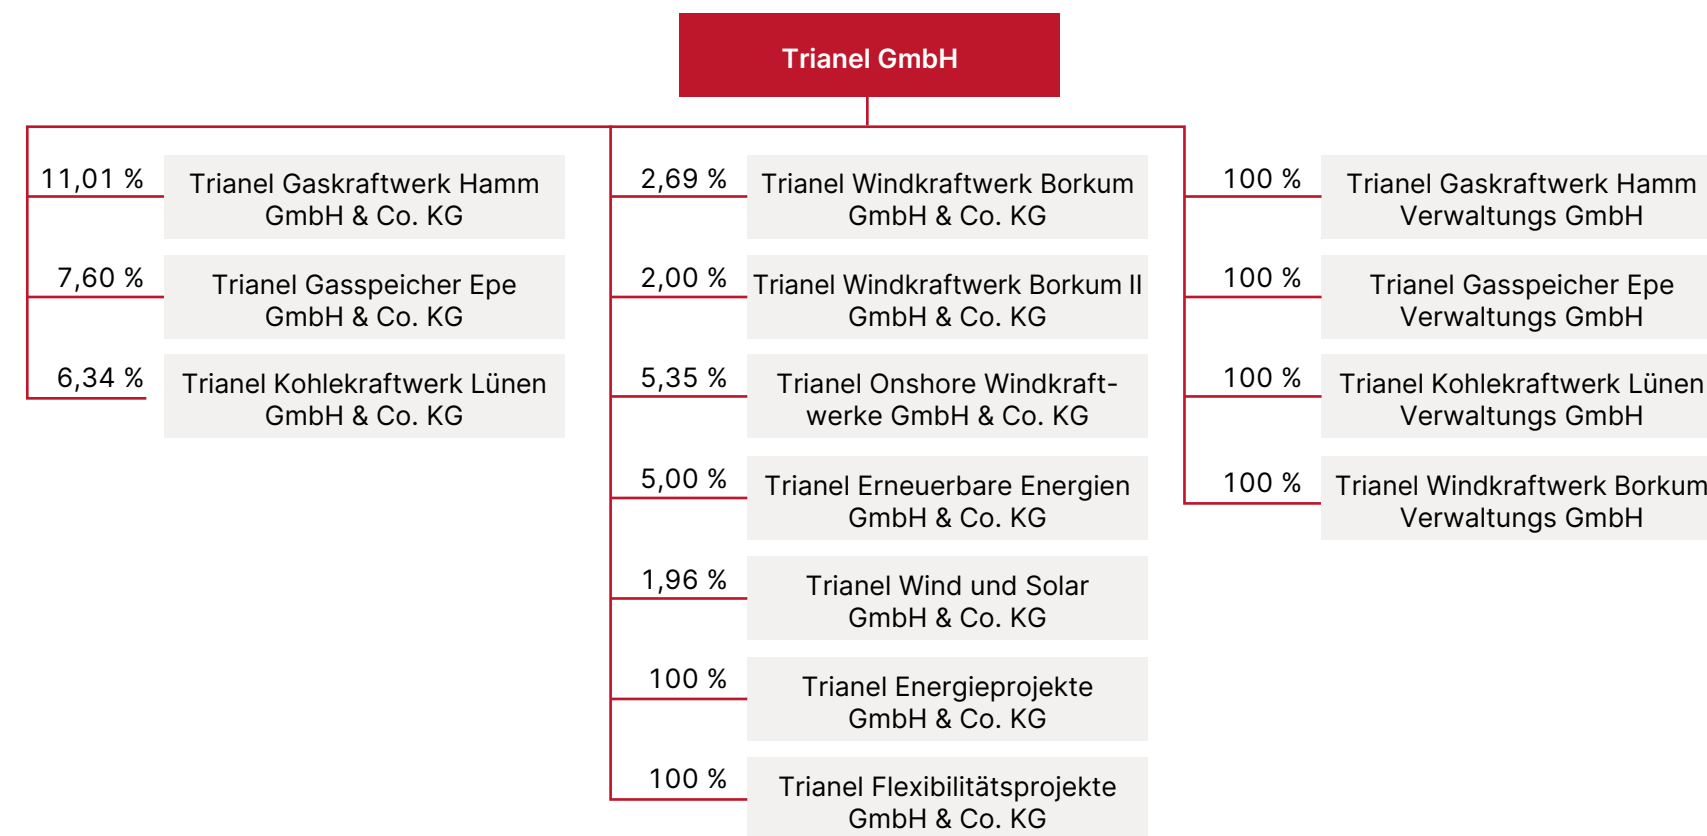 Trianel GmbH
11,01 %
Trianel Gaskraftwerk Hamm
GmbH & Co. KG
7,60 %
Trianel Gasspeicher Epe
GmbH & Co. KG
6,34 %
Trianel Kohlekraftwerk Lünen
GmbH & Co. KG
2,69 %
Trianel Windkraftwerk Borkum
GmbH & Co. KG
2,00 %
Trianel Windkraftwerk Borkum II
GmbH & Co. KG
5,35 %
Trianel Onshore Windkraft-
werke GmbH & Co. KG
5,00 %
Trianel Erneuerbare Energien
GmbH & Co. KG
1,96 %
Trianel Wind und Solar
GmbH & Co. KG
100 %
Trianel Energieprojekte
GmbH & Co. KG
100 %
Trianel Flexibilitätsprojekte
GmbH & Co. KG
100 %
Trianel Gaskraftwerk Hamm
Verwaltungs GmbH
100 %
Trianel Gasspeicher Epe
Verwaltungs GmbH
100 %
Trianel Kohlekraftwerk Lünen
Verwaltungs GmbH
100 %
Trianel Windkraftwerk Borkum
Verwaltungs GmbH